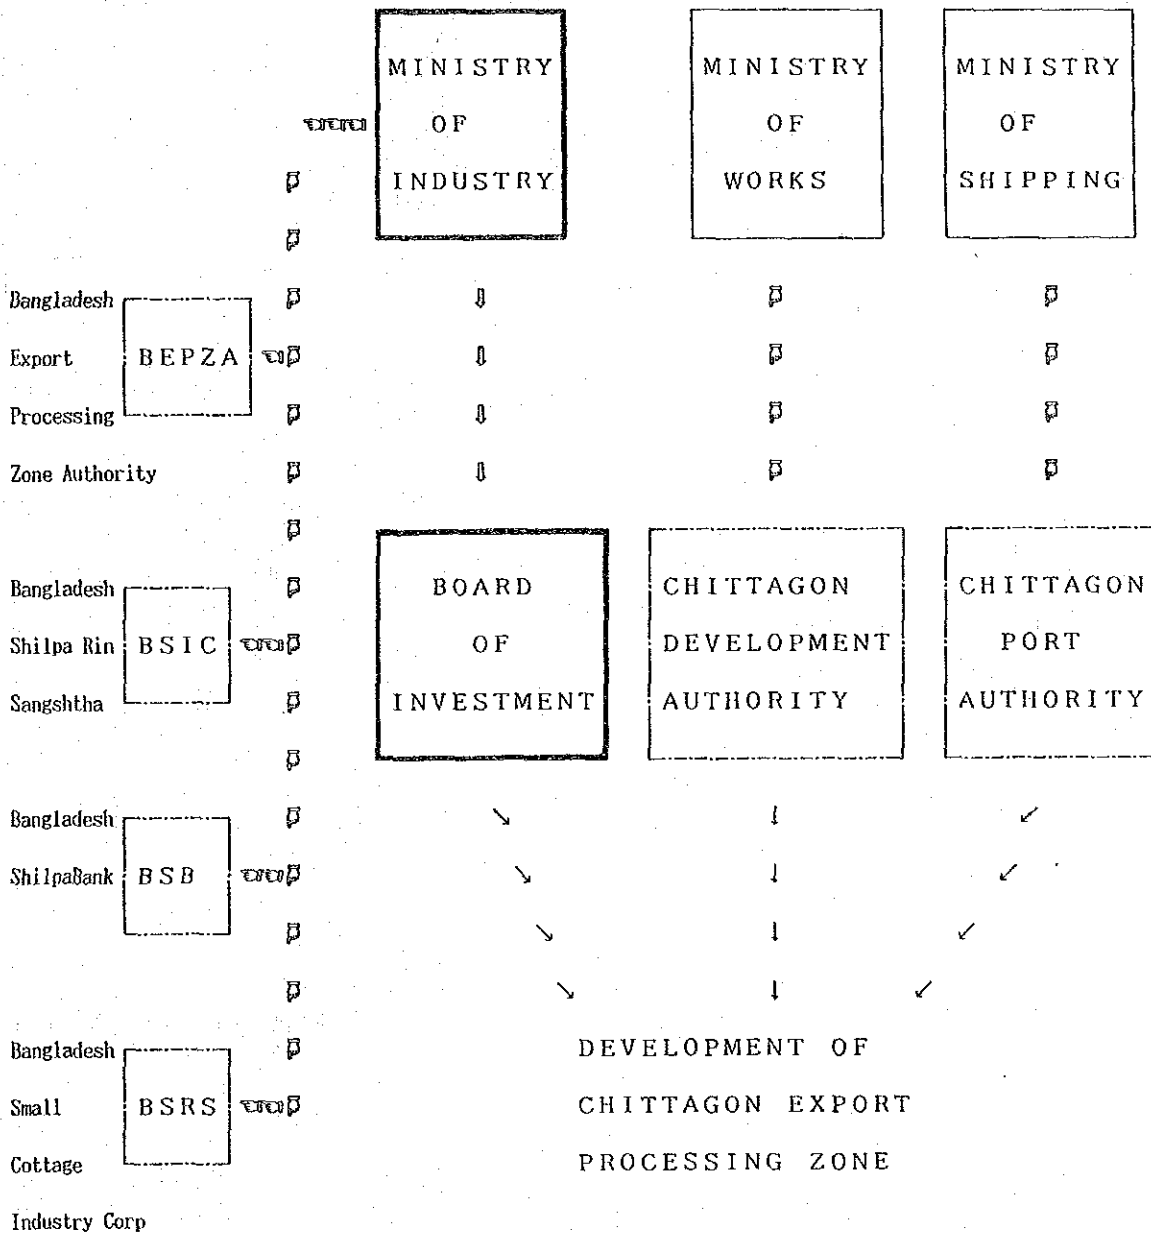 MINISTRY
OF
INDUSTRY
MINISTRY
OF
WORKS
MINISTRY
OF
SHIPPING
Bangladesh
Export
Processing
Zone Authority
BEPZA
Bangladesh
Shilpa Rin
Sangshtha
BSIC
BOARD
OF
INVESTMENT
CHITTAGON
DEVELOPMENT
AUTHORITY
CHITTAGON
PORT
AUTHORITY
Bangladesh
ShilpaBank
BSB
Bangladesh
Small
Cottage
Industry Corp
BSRS
DEVELOPMENT OF
CHITTAGON EXPORT
PROCESSING ZONE